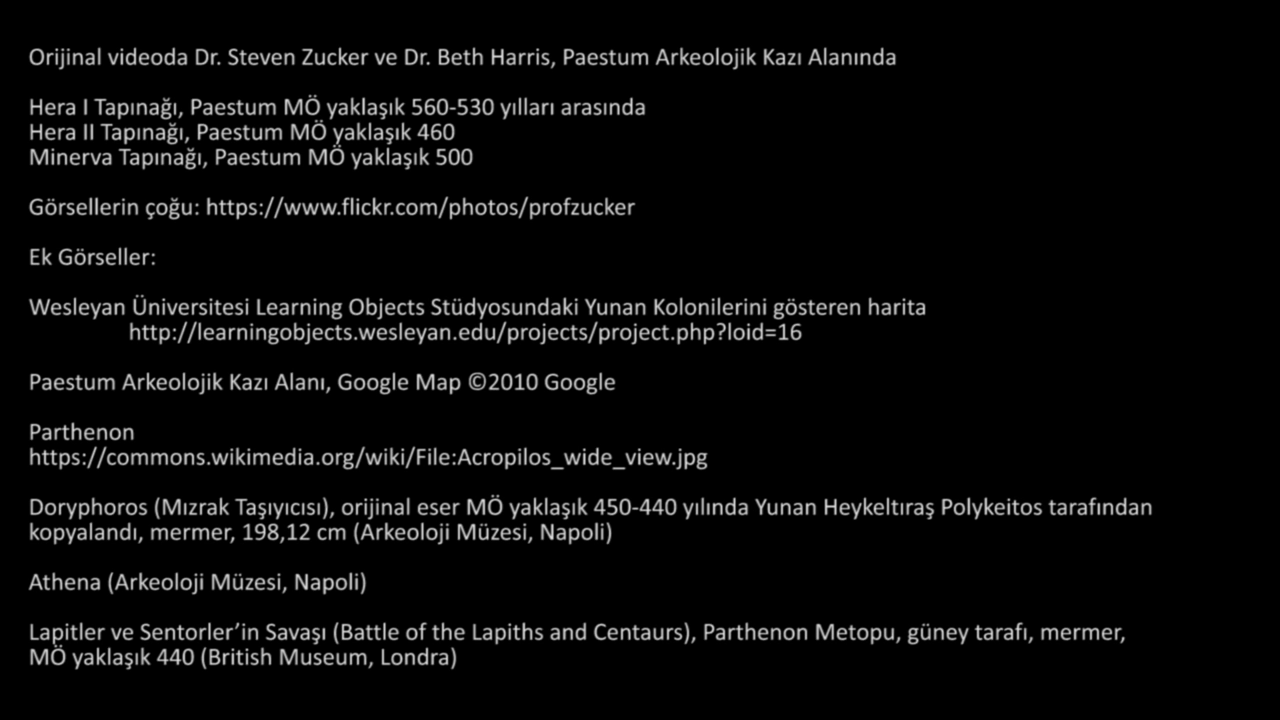 Orijinal videoda Dr. Steven Zucker ve Dr. Beth Harris, Paestum Arkeolojik Kazı Alanında
Hera I Tapınağı, Paestum MÖ yaklaşık 560-530 yılları arasında
Hera II Tapınağı, Paestum MÖ yaklaşık 460
Minerva Tapınağı, Paestum MÖ yaklaşık 500
Görsellerin çoğu: https://www.flickr.com/photos/profzucker
Ek Görseller:
Wesleyan Üniversitesi Learning Objects Stüdyosundaki Yunan Kolonilerini gösteren harita
http://learningobjects.wesleyan.edu/projects/project.php?loid=16
Paestum Arkeolojik Kazı Alanı, Google Map ©2010 Google
Parthenon
https://commons.wikimedia.org/wiki/File:Acropilos_wide_view.jpg
Doryphoros (Mızrak Taşıyıcısı), orijinal eser MÖ yaklaşık 450-440 yılında Yunan Heykeltıraş Polykeitos tarafından
kopyalandı, mermer, 198,12 cm (Arkeoloji Müzesi, Napoli)
Athena (Arkeoloji Müzesi, Napoli)
Lapitler ve Sentorler’in Savaşı (Battle of the Lapiths and Centaurs), Parthenon Metopu, güney tarafı, mermer,
MÖ yaklaşık 440 (British Museum, Londra)